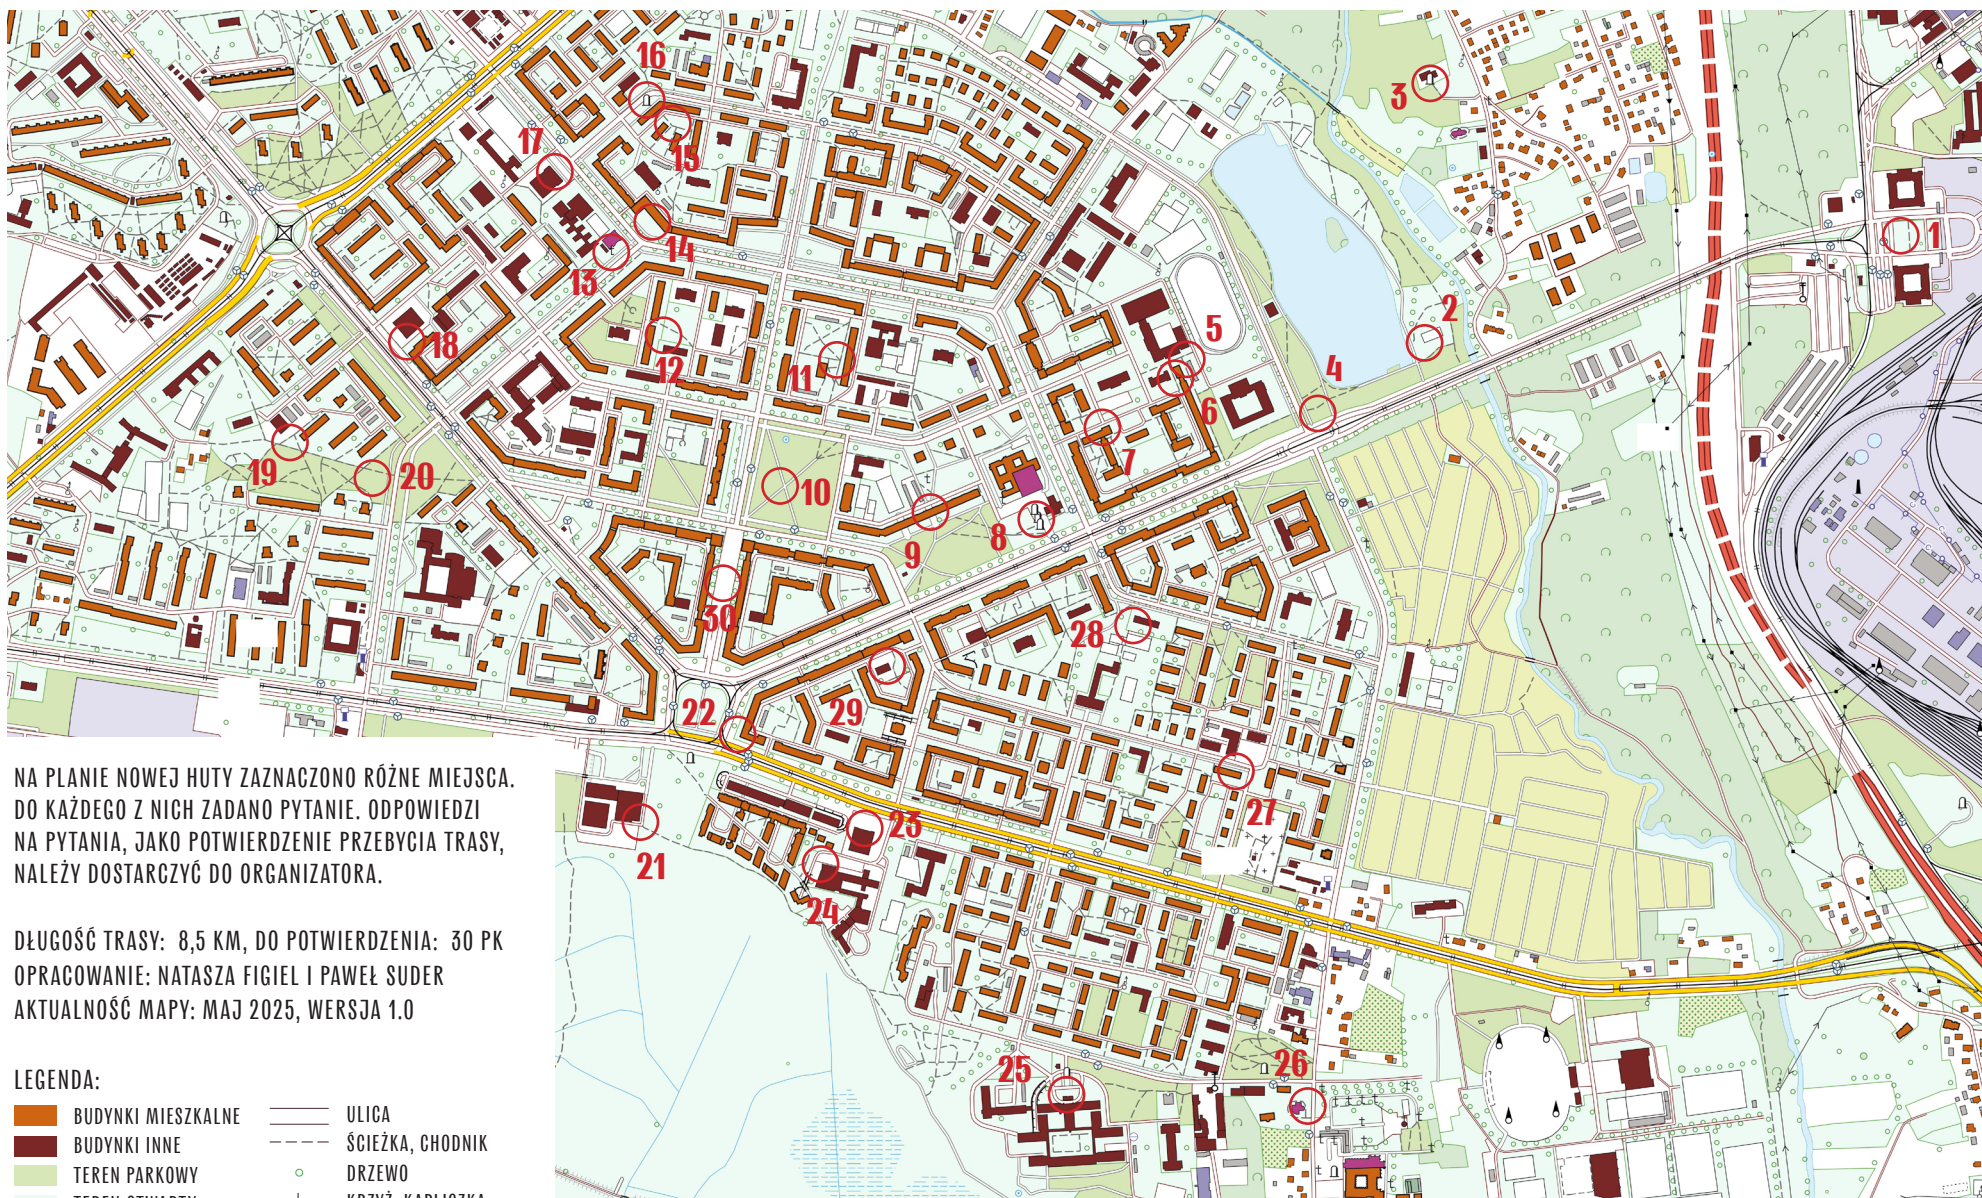 16
3
17
15
1
14
13
2
5
18
12
11
4
6
7
19
20
10
9
8
30
28
22
29
NA PLANIE NOWEJ HUTY ZAZNACZONO RÓŻNE MIEJSCA.
DO KAŻDEGO Z NICH ZADANO PYTANIE. ODPOWIEDZI
NA PYTANIA, JAKO POTWIERDZENIE PRZEBYCIA TRASY,
NALEŻY DOSTARCZYĆ DO ORGANIZATORA.
27
23
21
24
DŁUGOŚĆ TRASY: 8,5 KM, DO POTWIERDZENIA: 30 PK
OPRACOWANIE: NATASZA FIGIEL I PAWEŁ SUDER
AKTUALNOŚĆ MAPY: MAJ 2025, WERSJA 1.0
25
26
LEGENDA:
BUDYNKI MIESZKALNE
ULICA
BUDYNKI INNE
ŚCIEŻKA, CHODNIK
TEREN PARKOWY
DRZEWO
TEREN OTWARTY
KRZYŻ, KAPLICZKA